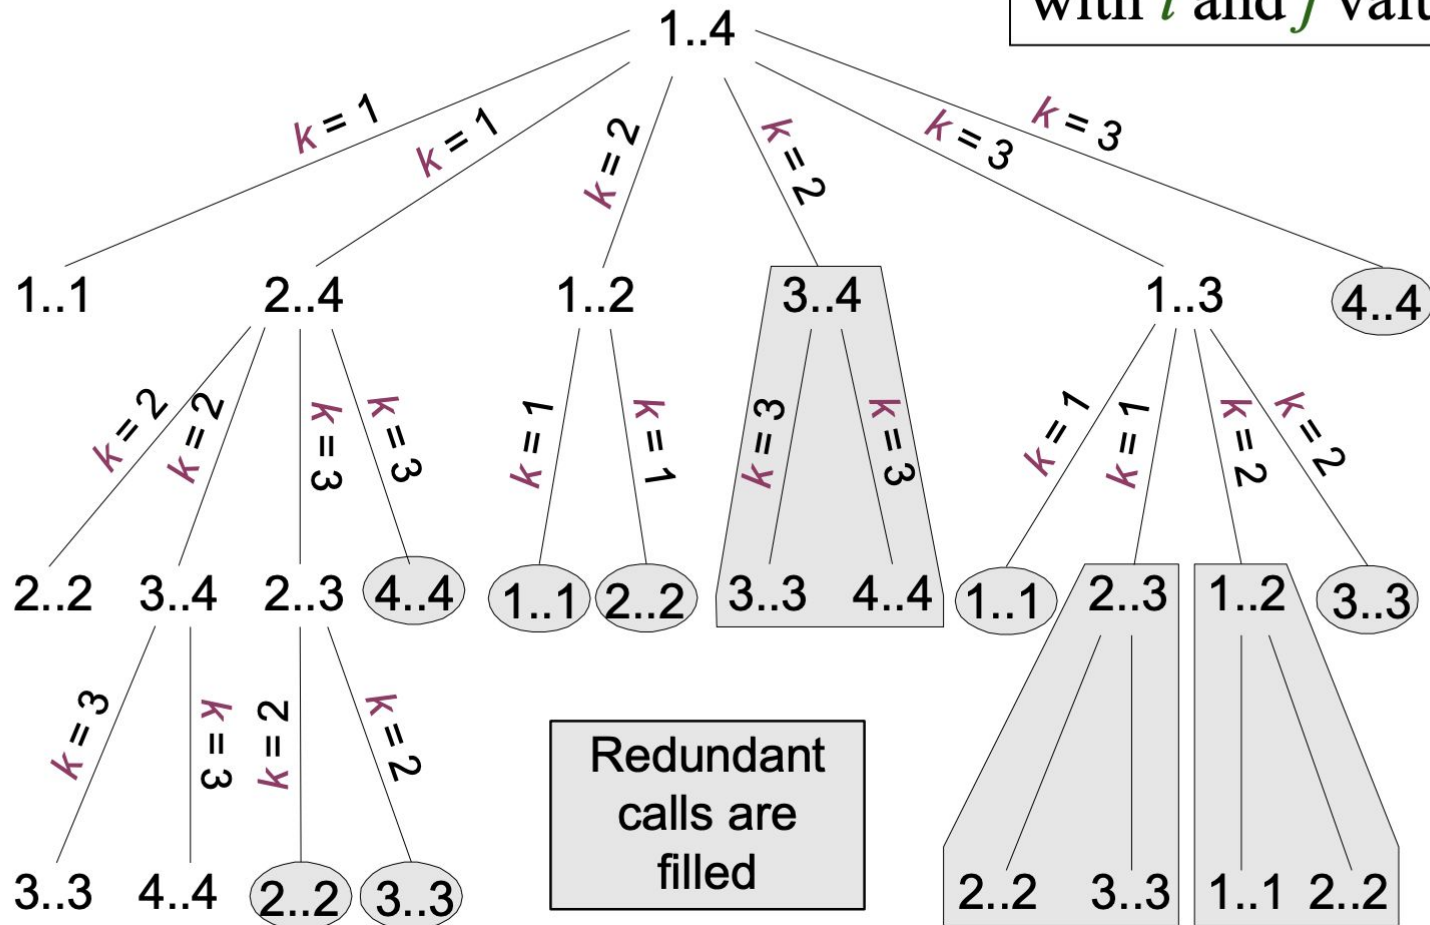 with i and j valu
1..4
k = 1
k = 1
k = 2
k = 2
k = 3
k = 3
1..1 2..4 1..2 3..4 1..3 4..4
k = 2 k = 2 k = 3 k = 3 k = 1 k = 1 k = 3 k = 3 k = 1 k = 1 k = 2 k = 2
2..2 3..4 2..3 4..4 1..1 2..2 3..3 4..4 1..1 2..3 1..2 3..3
k = 3 k = 3 k = 2 k = 2
Redundant
calls are
filled
3..3 4..4 2..2 3..3 2..2 3..3 1..1 2..2